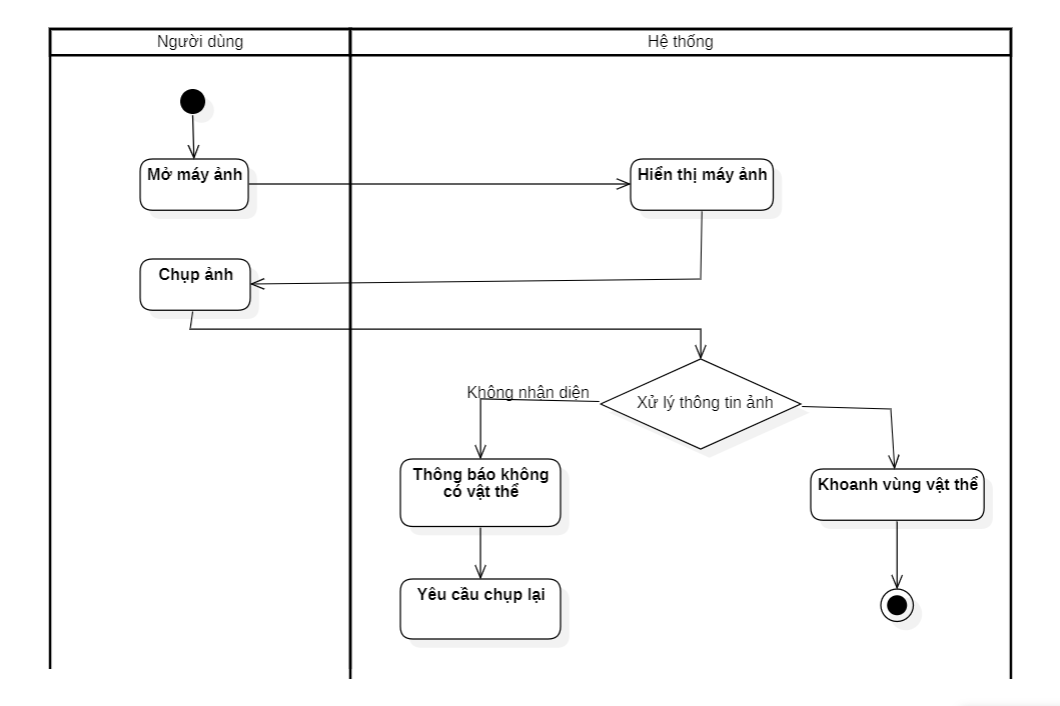 Người dùng
Hệ thống
Mở máy ảnh
Hiển thị máy ảnh
Chụp ảnh
Không nhân diện
Xử lý thông tin ảnh
Thông báo không
có vật thể
Khoanh vùng vật thể
Yêu cầu chụp lại